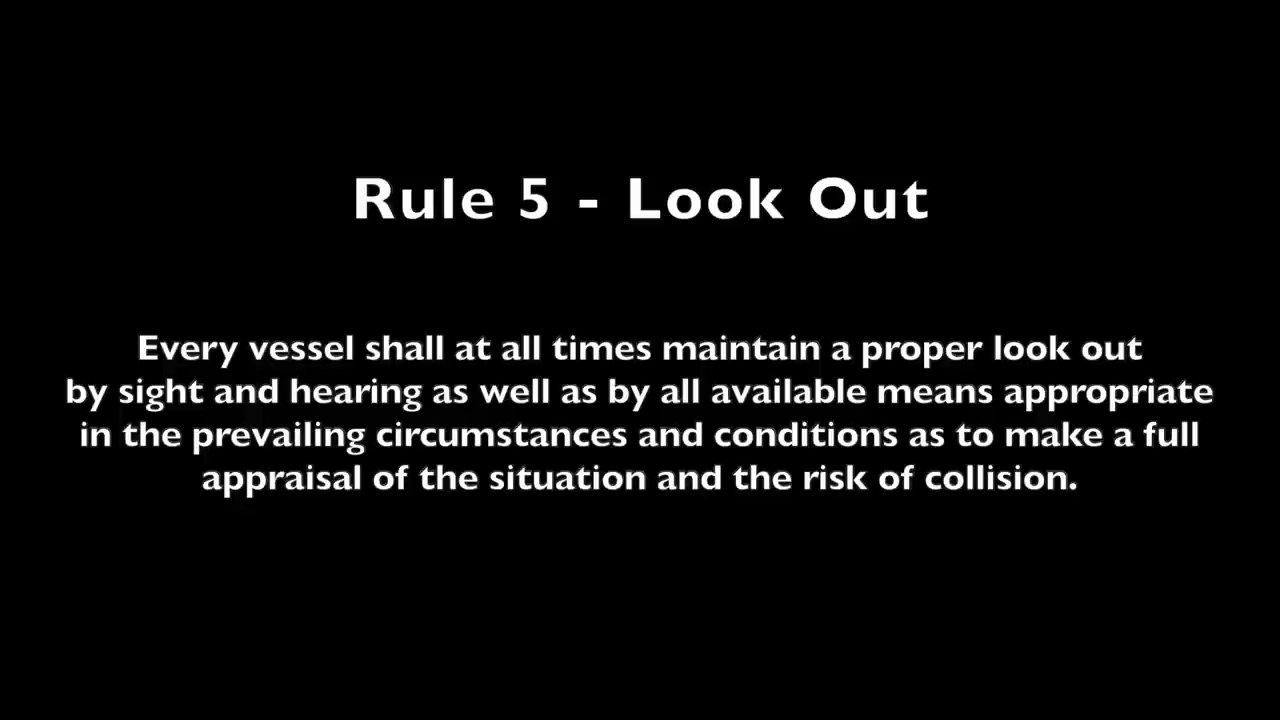 Rule 5 - Look Out
Every vessel shall at all times maintain a proper look out
by sight and hearing as well as by all available means appropriate
in the prevailing circumstances and conditions as to make a full
appraisal of the situation and the risk of collision.